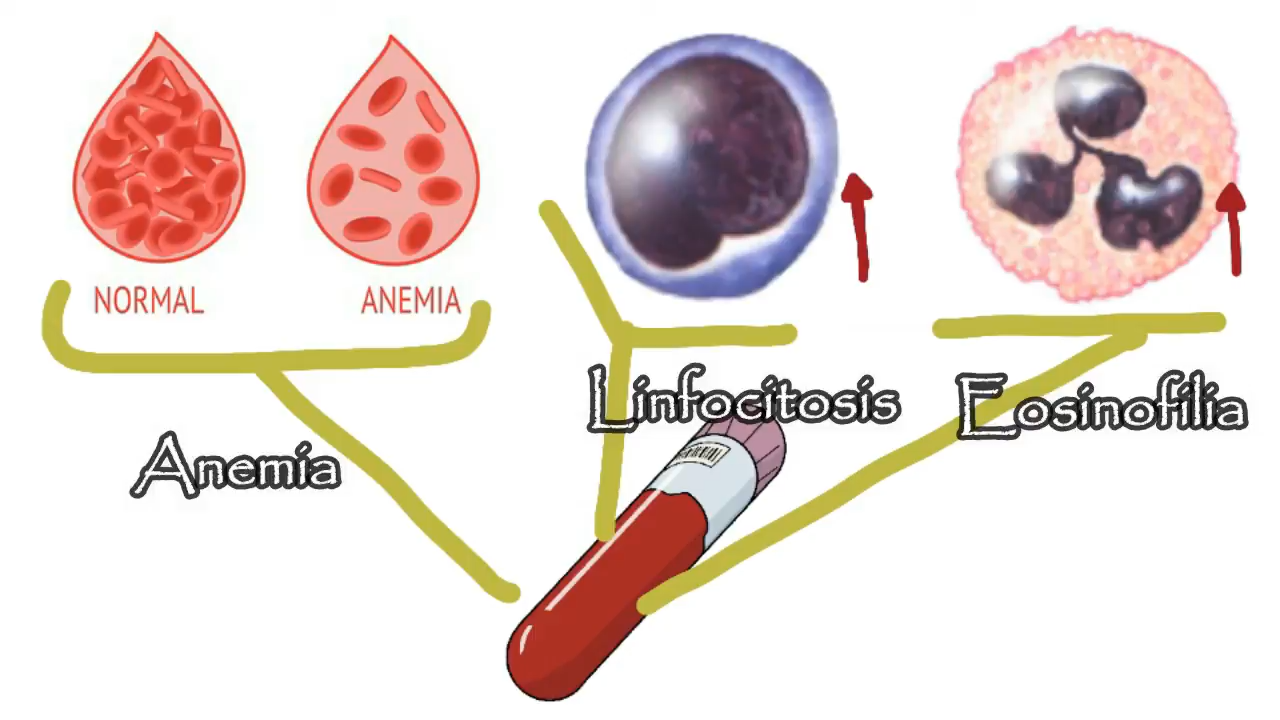 NORMAL
ANEMIA
Linfocitosis
Eosinofilia
Anemia